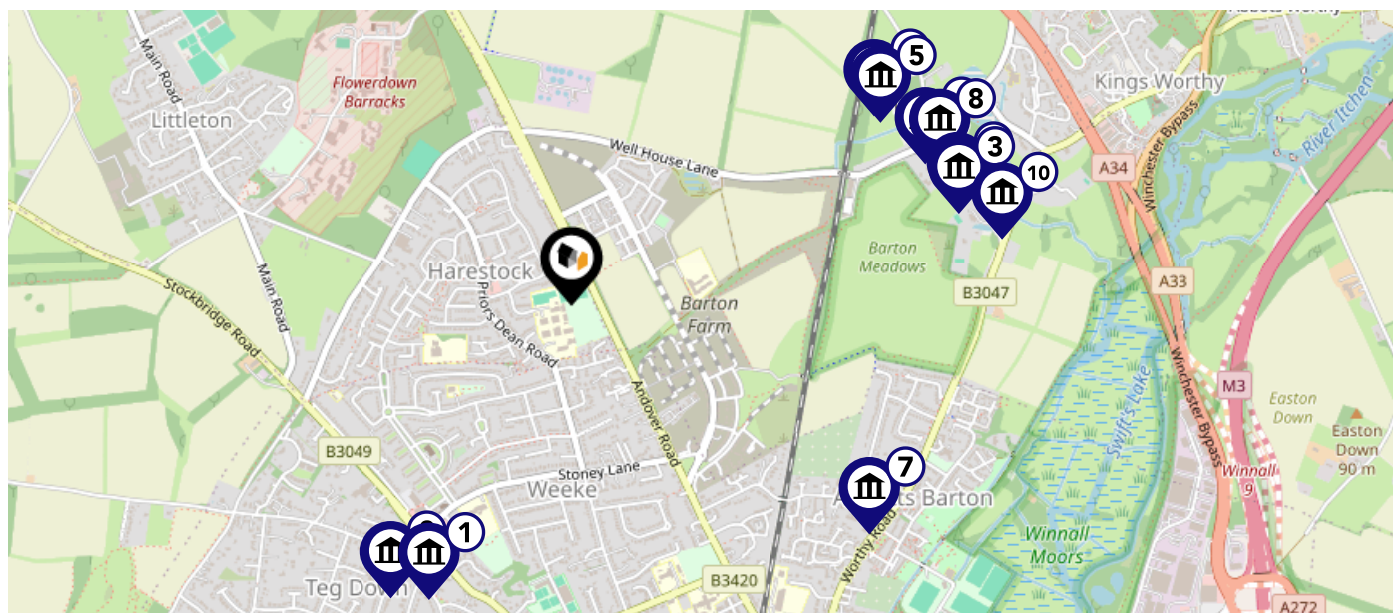 Abbots Worthy
Main Road
Flowerdown
Barracks
Littleton
5
Kings Worthy
8
Winchester Bypass
River Itchen
Well House Lane
3
A34
10
Barton
Meadows
Harestock
Main Road
A33
Stockbridge Road
Priors Dean Road
B3047
Barton
Farm
M3
Andover Road
Winchester Bypass
Swift's Lake
Easton
Down
Easton
Down
90 m
B3049
Stoney Lane
Weeke
7
Winnall
9
ts Barton
1
Worthy Road
Winnall
Moors
Teg Do
B3420
A272